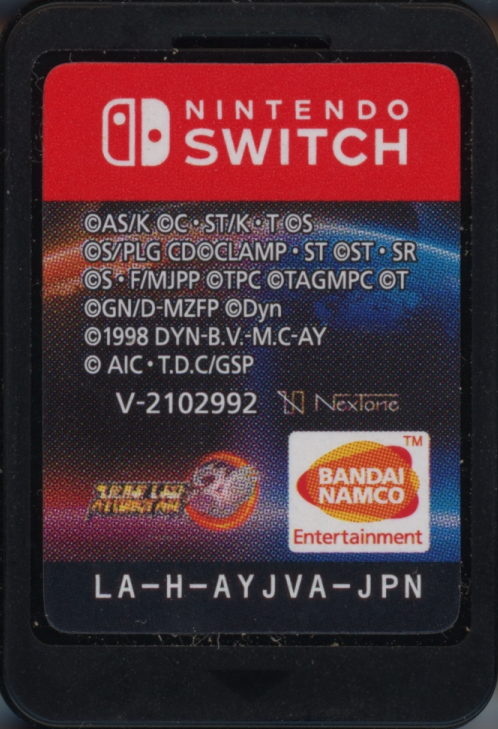 NINTENDO
SWITCH
©AS/K ©C・ST/K・T ©S
©S/PLG CD©CLAMP・ST ©ST・SR
©S・F/MJPP ©TPC ©TAGMPC ©T
©GN/D-MZFP ©Dyn
©1998 DYN-B.V.-M.C-AY
© AIC・T.D.C/GSP
V-2102992 NexTone
30
TM
BANDAI
NAMCO
Entertainment
LA-H-AYJVA-JPN